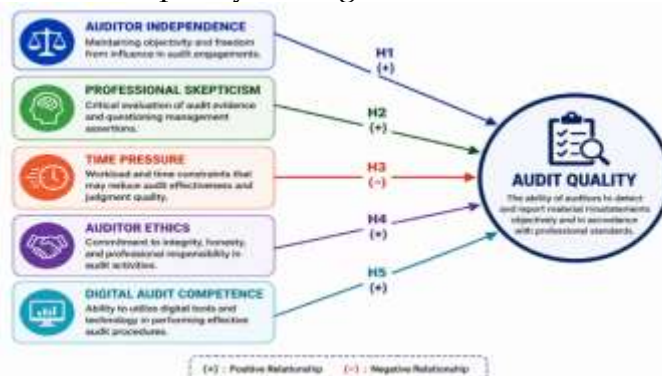 AUDITOR INDEPENDENCE
Maintaining objectivity and freedom
from influence in audit engagements.
H1
(+)
PROFESSIONAL SKEPTICISM
Critical evaluation of audit evidence
and questioning management
assertions.
H2
(+)
TIME PRESSURE
Workload and time constraints that
may reduce audit effectiveness and
judgment quality.
H3
(−)
AUDITOR ETHICS
Commitment to integrity, honesty,
and professional responsibility in
audit activities.
H4
(+)
DIGITAL AUDIT COMPETENCE
Ability to utilize digital tools and
technology in performing effective
audit procedures.
H5
(+)
AUDIT QUALITY
The ability of auditors to detect
and report material misstatements
objectively and in accordance
with professional standards.
(+) : Positive Relationship (−) : Negative Relationship